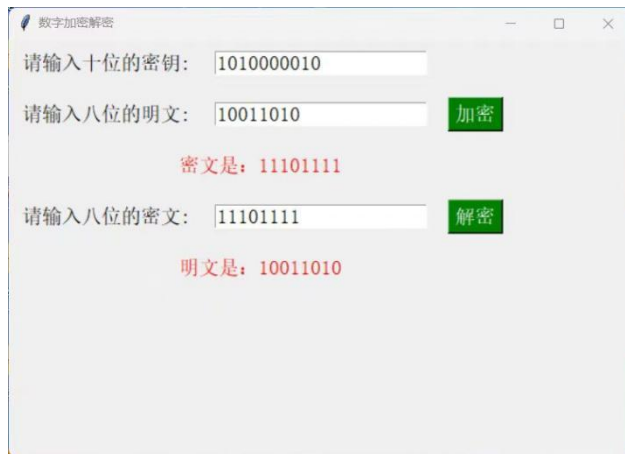 数字加密解密
请输入十位的密钥: 1010000010
请输入八位的明文: 10011010 加密
密文是: 11101111
请输入八位的密文: 11101111 解密
明文是: 10011010